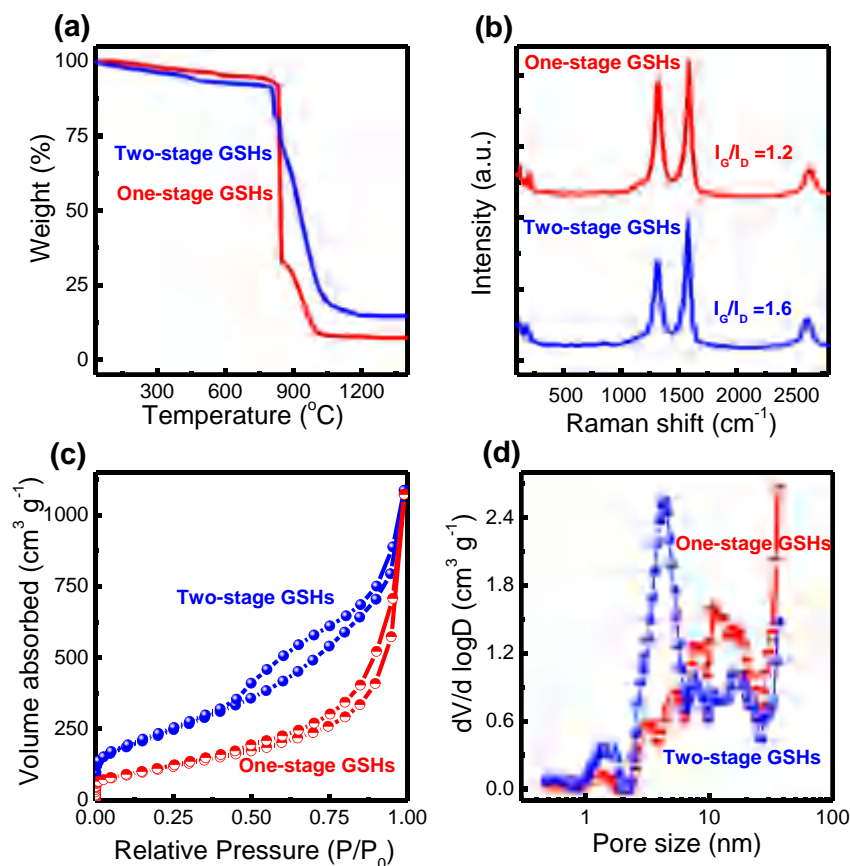 (a)
100
75
50
25
0
Weight (%)
Two-stage GSHs
One-stage GSHs
300 600 900 1200
Temperature (°C)
(b)
One-stage GSHs
I_G/I_D =1.2
Two-stage GSHs
I_G/I_D =1.6
Intensity (a.u.)
500 1000 1500 2000 2500
Raman shift (cm⁻¹)
(c)
1000
750
500
250
0
Volume absorbed (cm³ g⁻¹)
Two-stage GSHs
One-stage GSHs
0.00 0.25 0.50 0.75 1.00
Relative Pressure (P/P₀)
(d)
2.4
1.8
1.2
0.6
0.0
dV/d logD (cm³ g⁻¹)
One-stage GSHs
Two-stage GSHs
1 10 100
Pore size (nm)